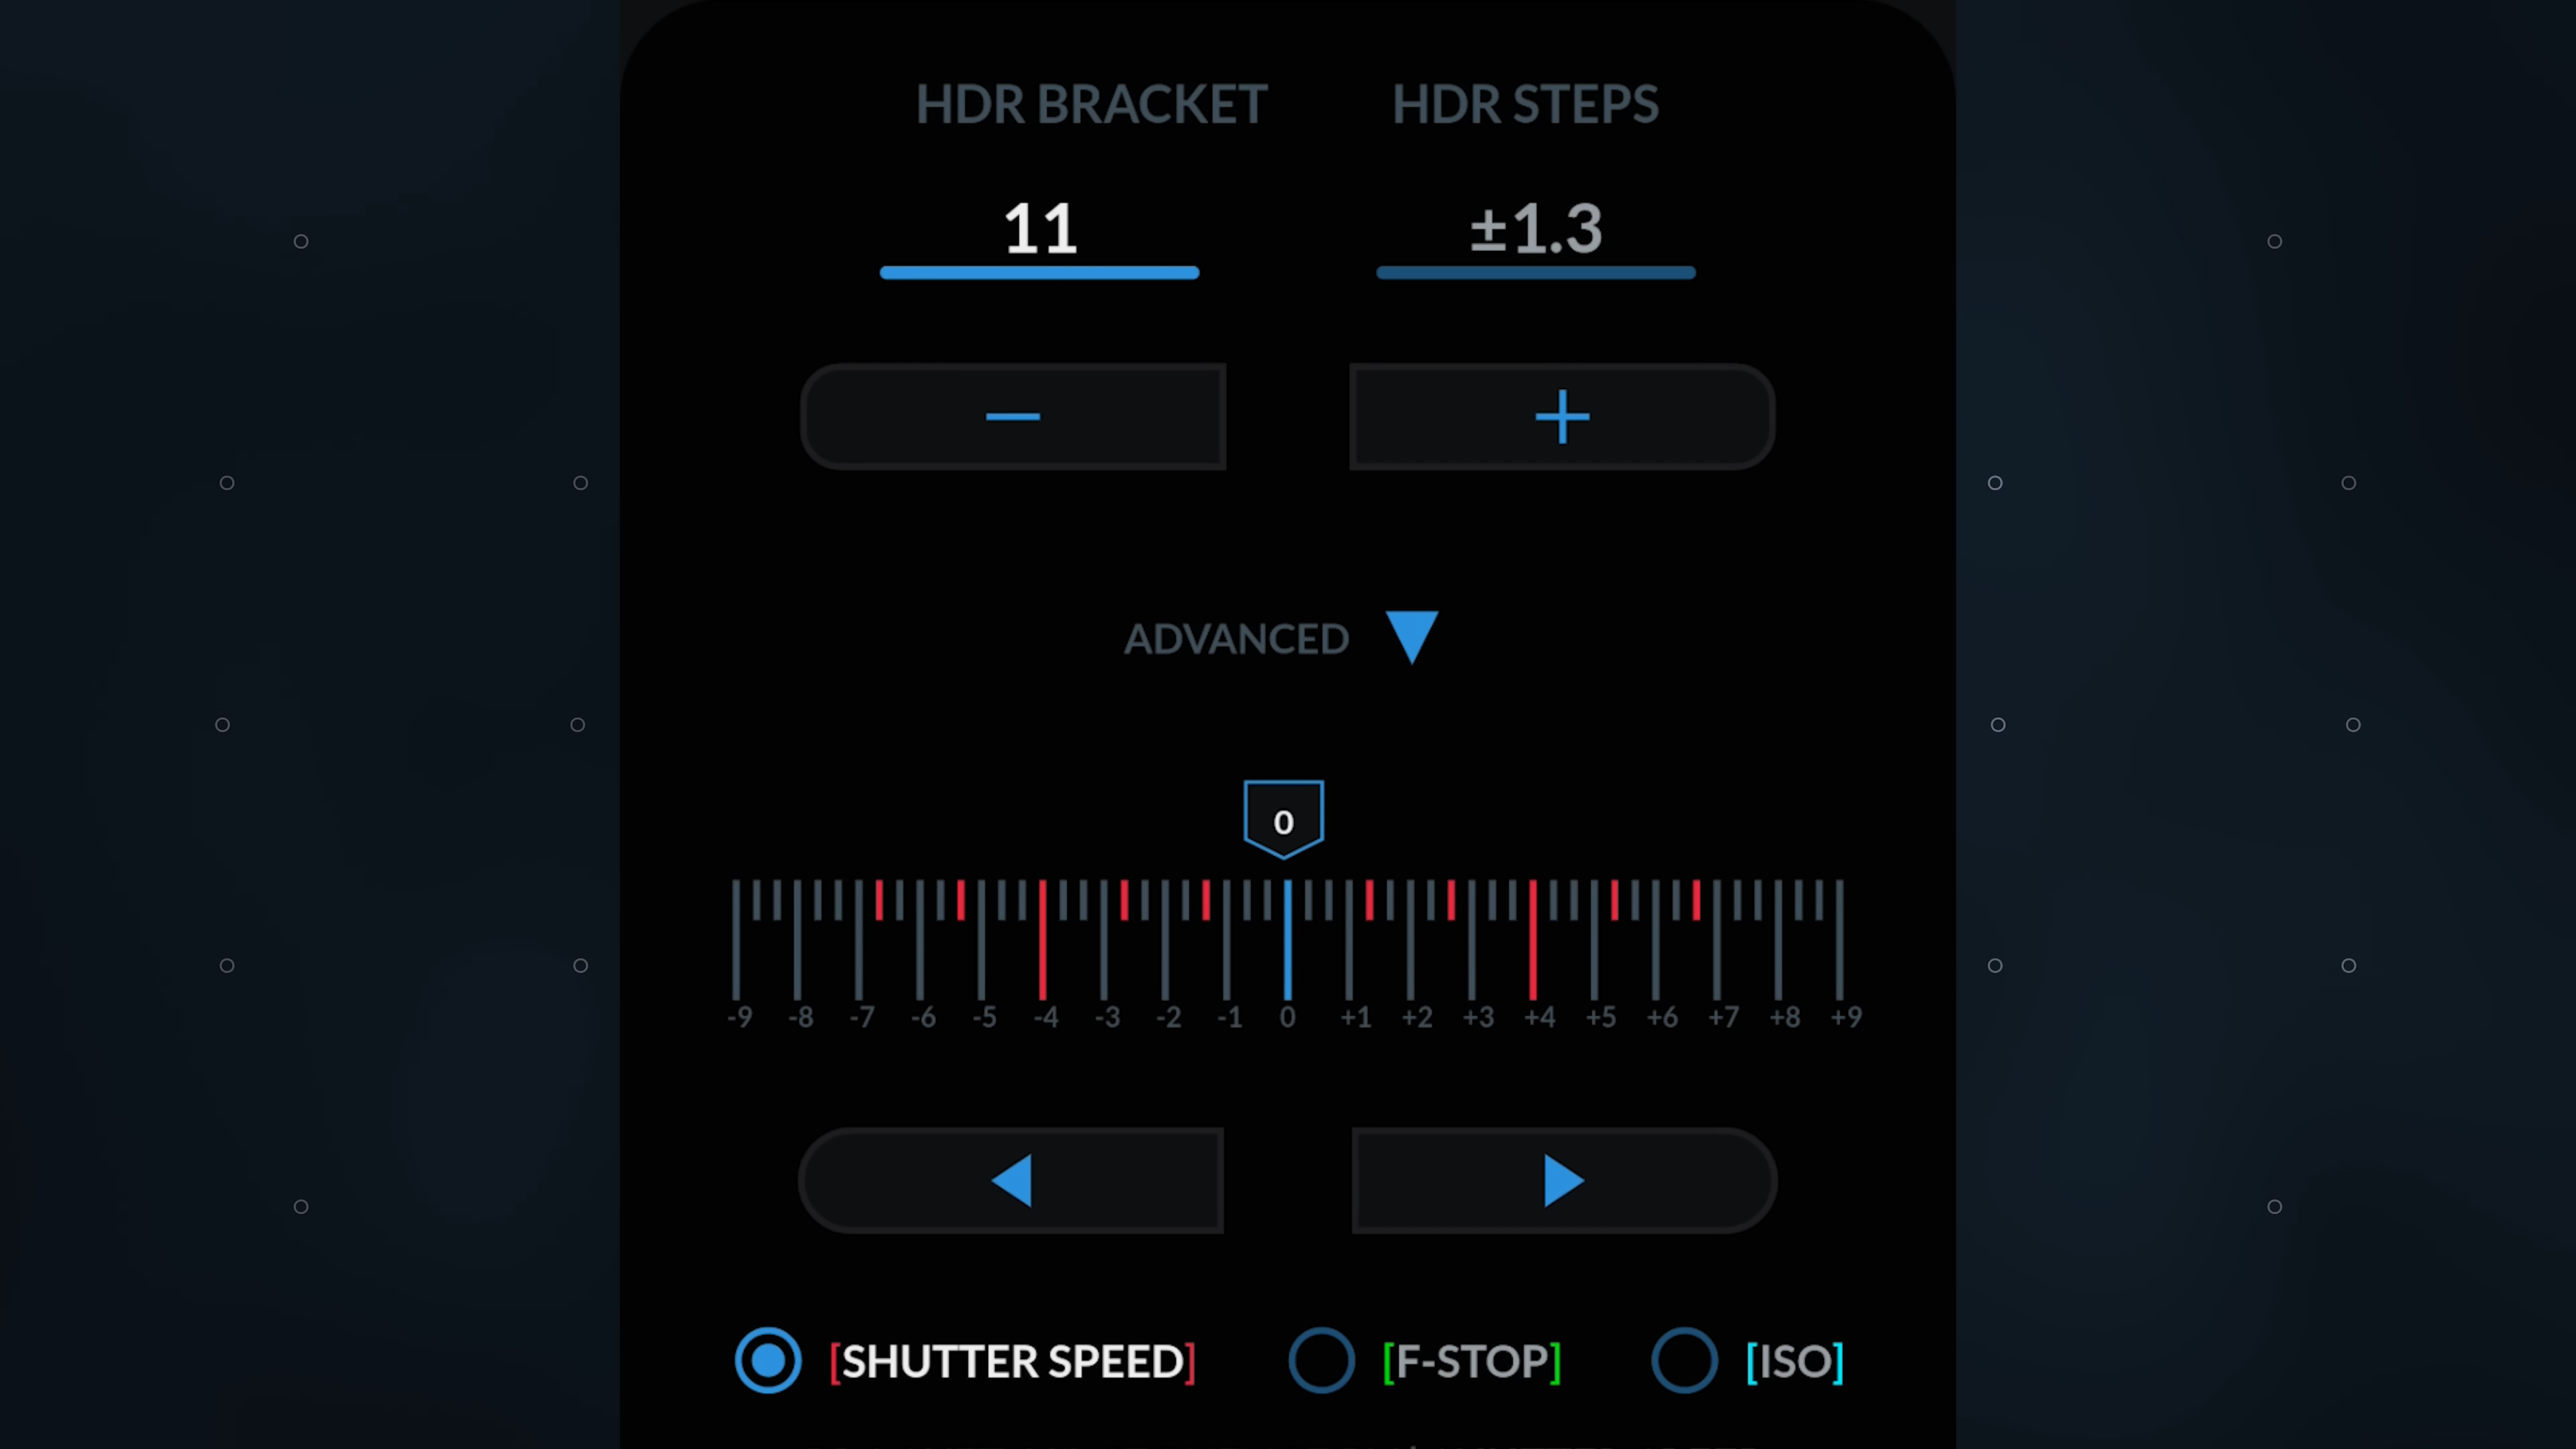 HDR BRACKET HDR STEPS
11 ±1.3
ADVANCED
0
-9 -8 -7 -6 -5 -4 -3 -2 -1 0 +1 +2 +3 +4 +5 +6 +7 +8 +9
[SHUTTER SPEED] [F-STOP] [ISO]